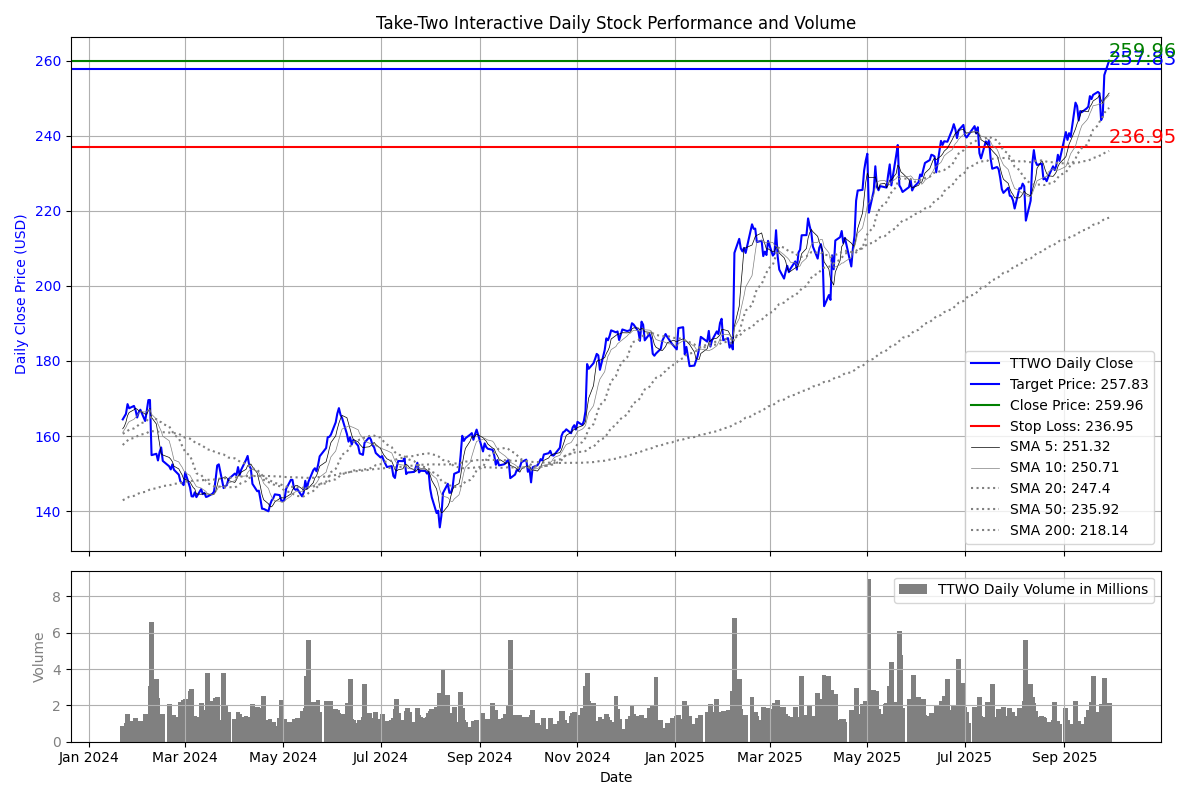 Take-Two Interactive Daily Stock Performance and Volume
259.96
257.83
236.95
260
240
220
200
180
160
140
Daily Close Price (USD)
TTWO Daily Close
Target Price: 257.83
Close Price: 259.96
Stop Loss: 236.95
SMA 5: 251.32
SMA 10: 250.71
SMA 20: 247.4
SMA 50: 235.92
SMA 200: 218.14
TTWO Daily Volume in Millions
8
6
4
2
0
Volume
Jan 2024 Mar 2024 May 2024 Jul 2024 Sep 2024 Nov 2024 Jan 2025 Mar 2025 May 2025 Jul 2025 Sep 2025
Date